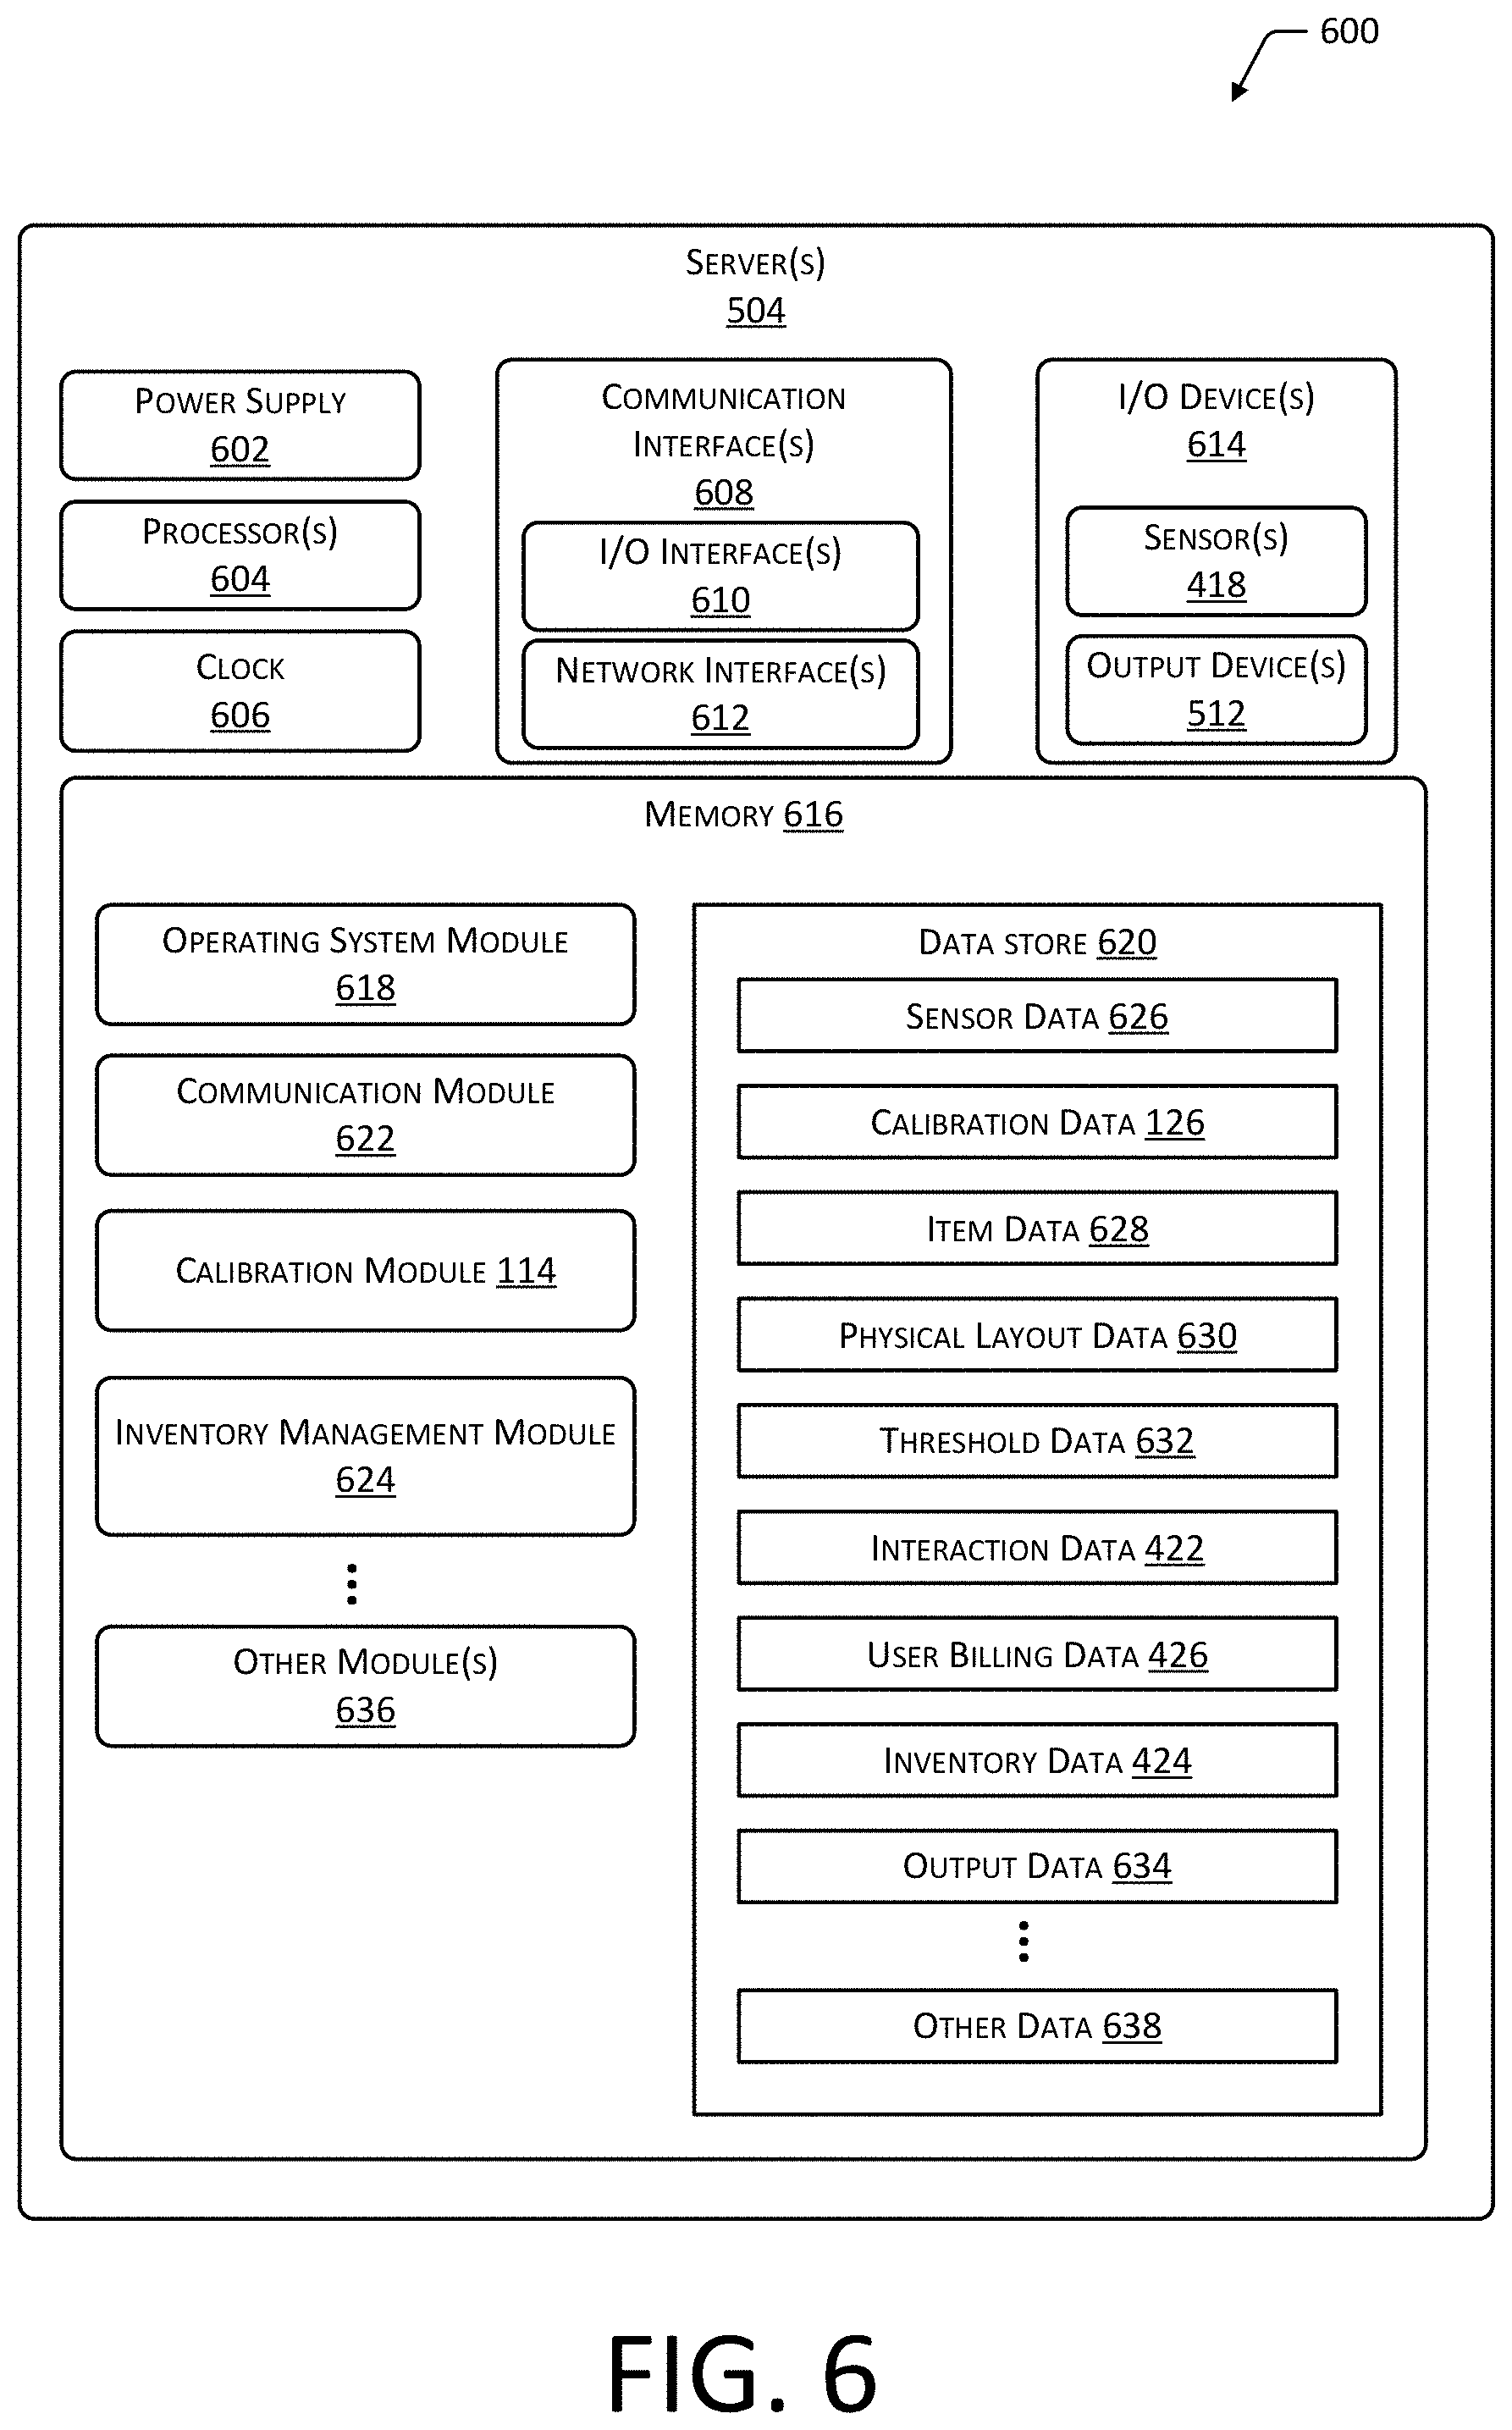 600
Server(s)
504
Power Supply
602
Processor(s)
604
Clock
606
Communication
Interface(s)
608
I/O Interface(s)
610
Network Interface(s)
612
I/O Device(s)
614
Sensor(s)
418
Output Device(s)
512
Memory 616
Operating System Module
618
Communication Module
622
Calibration Module 114
Inventory Management Module
624
Other Module(s)
636
Data store 620
Sensor Data 626
Calibration Data 126
Item Data 628
Physical Layout Data 630
Threshold Data 632
Interaction Data 422
User Billing Data 426
Inventory Data 424
Output Data 634
Other Data 638
FIG. 6